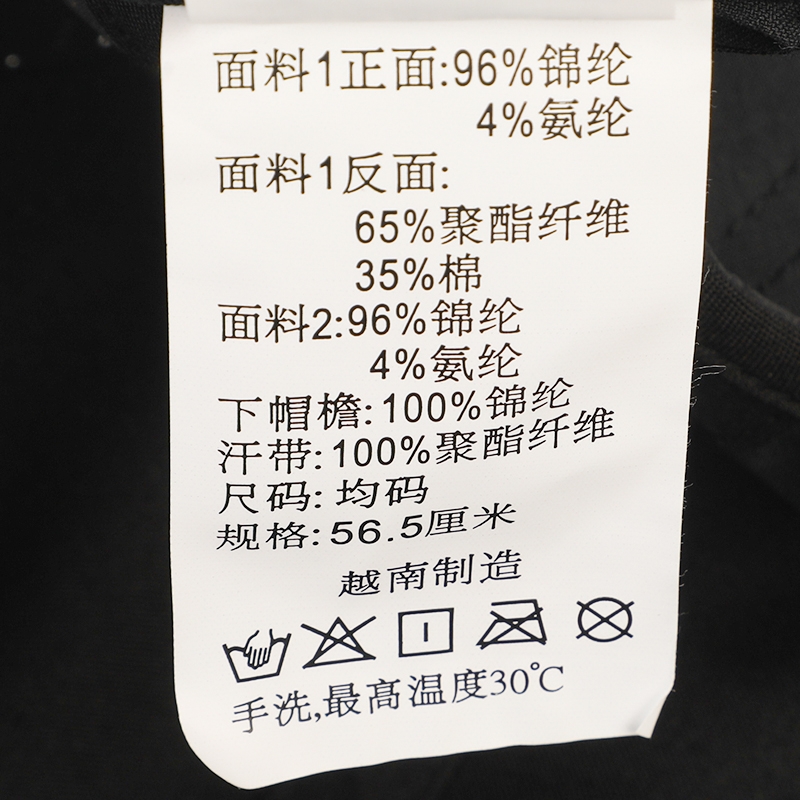 面料1正面:96%锦纶
4%氨纶
面料1反面:
65%聚酯纤维
35%棉
面料2:96%锦纶
4%氨纶
下帽檐:100%锦纶
汗带:100%聚酯纤维
尺码:均码
规格:56.5厘米
越南制造
手洗,最高温度30℃